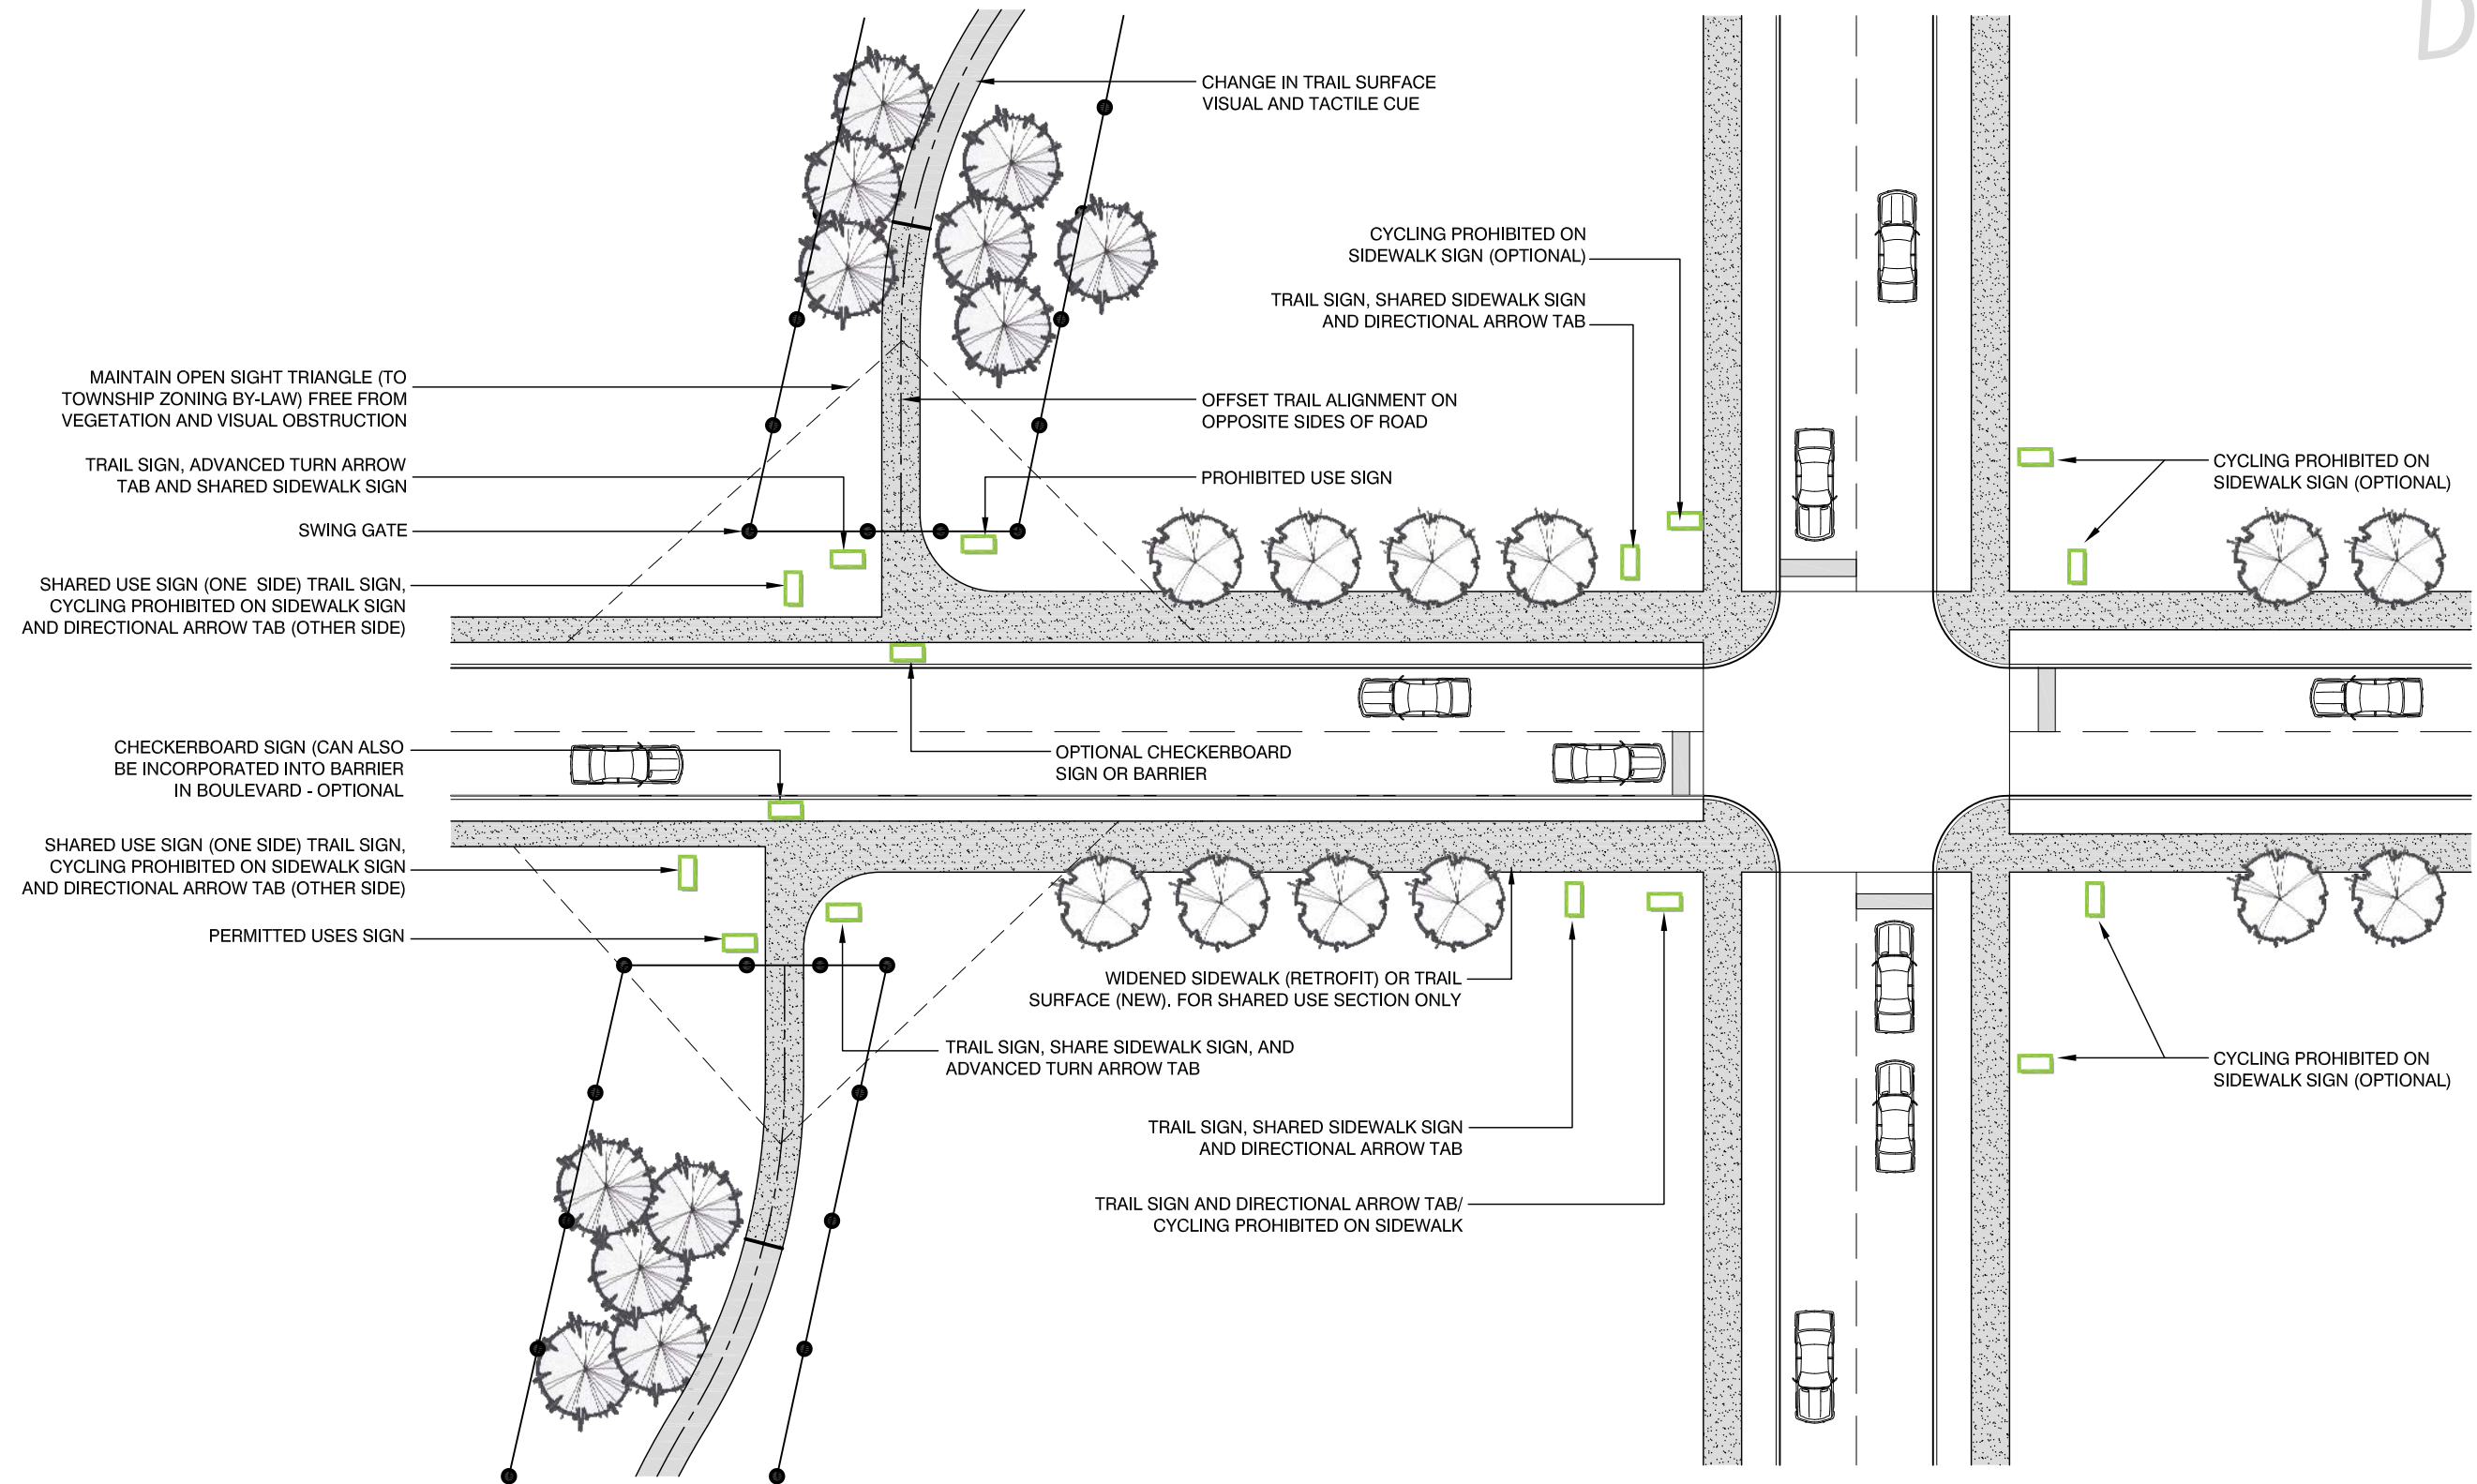 D
CHANGE IN TRAIL SURFACE
VISUAL AND TACTILE CUE
CYCLING PROHIBITED ON
SIDEWALK SIGN (OPTIONAL)
TRAIL SIGN, SHARED SIDEWALK SIGN
AND DIRECTIONAL ARROW TAB
MAINTAIN OPEN SIGHT TRIANGLE (TO
TOWNSHIP ZONING BY-LAW) FREE FROM
VEGETATION AND VISUAL OBSTRUCTION
OFFSET TRAIL ALIGNMENT ON
OPPOSITE SIDES OF ROAD
TRAIL SIGN, ADVANCED TURN ARROW
TAB AND SHARED SIDEWALK SIGN
PROHIBITED USE SIGN
CYCLING PROHIBITED ON
SIDEWALK SIGN (OPTIONAL)
SWING GATE
SHARED USE SIGN (ONE  SIDE) TRAIL SIGN,
CYCLING PROHIBITED ON SIDEWALK SIGN
AND DIRECTIONAL ARROW TAB (OTHER SIDE)
CHECKERBOARD SIGN (CAN ALSO
BE INCORPORATED INTO BARRIER
IN BOULEVARD - OPTIONAL
OPTIONAL CHECKERBOARD
SIGN OR BARRIER
SHARED USE SIGN (ONE SIDE) TRAIL SIGN,
CYCLING PROHIBITED ON SIDEWALK SIGN
AND DIRECTIONAL ARROW TAB (OTHER SIDE)
PERMITTED USES SIGN
WIDENED SIDEWALK (RETROFIT) OR TRAIL
SURFACE (NEW), FOR SHARED USE SECTION ONLY
TRAIL SIGN, SHARE SIDEWALK SIGN, AND
ADVANCED TURN ARROW TAB
CYCLING PROHIBITED ON
SIDEWALK SIGN (OPTIONAL)
TRAIL SIGN, SHARED SIDEWALK SIGN
AND DIRECTIONAL ARROW TAB
TRAIL SIGN AND DIRECTIONAL ARROW TAB/
CYCLING PROHIBITED ON SIDEWALK